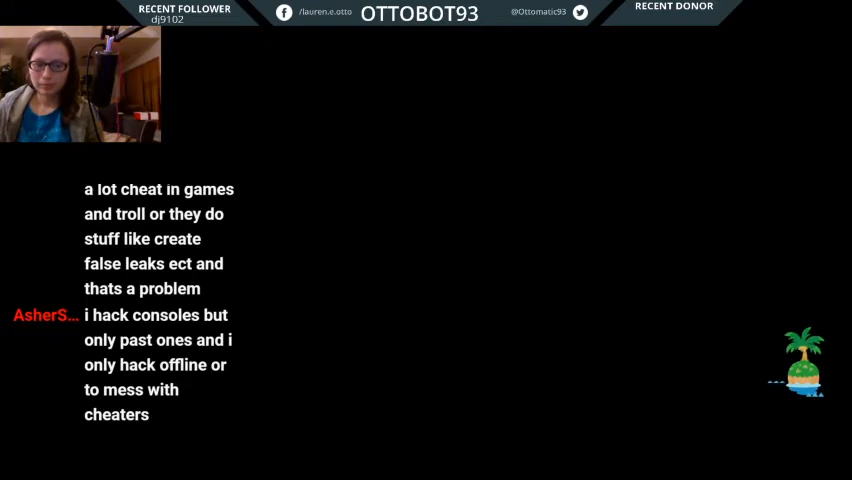 RECENT FOLLOWER
dj9102
/lauren.e.otto
OTTOBOT93
@Ottomatic93
RECENT DONOR
a lot cheat in games
and troll or they do
stuff like create
false leaks ect and
thats a problem
AsherS... i hack consoles but
only past ones and i
only hack offline or
to mess with
cheaters